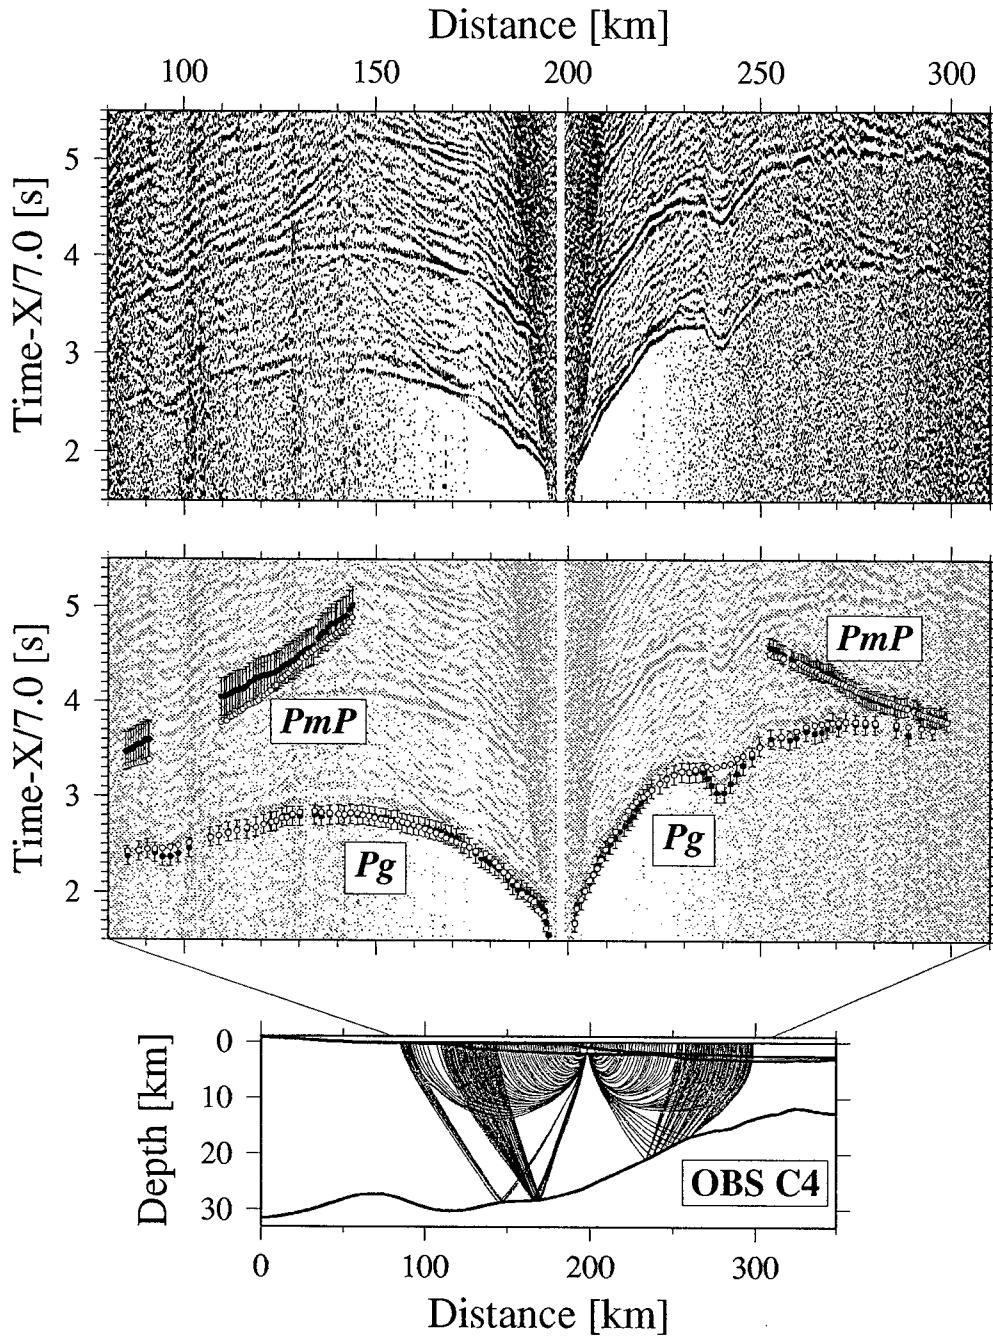 Distance [km]
100 150 200 250 300
Time-X/7.0 [s]
5
4
3
2
Time-X/7.0 [s]
5
4
3
2
PmP
PmP
Pg
Pg
Depth [km]
0
10
20
30
OBS C4
0 100 200 300
Distance [km]